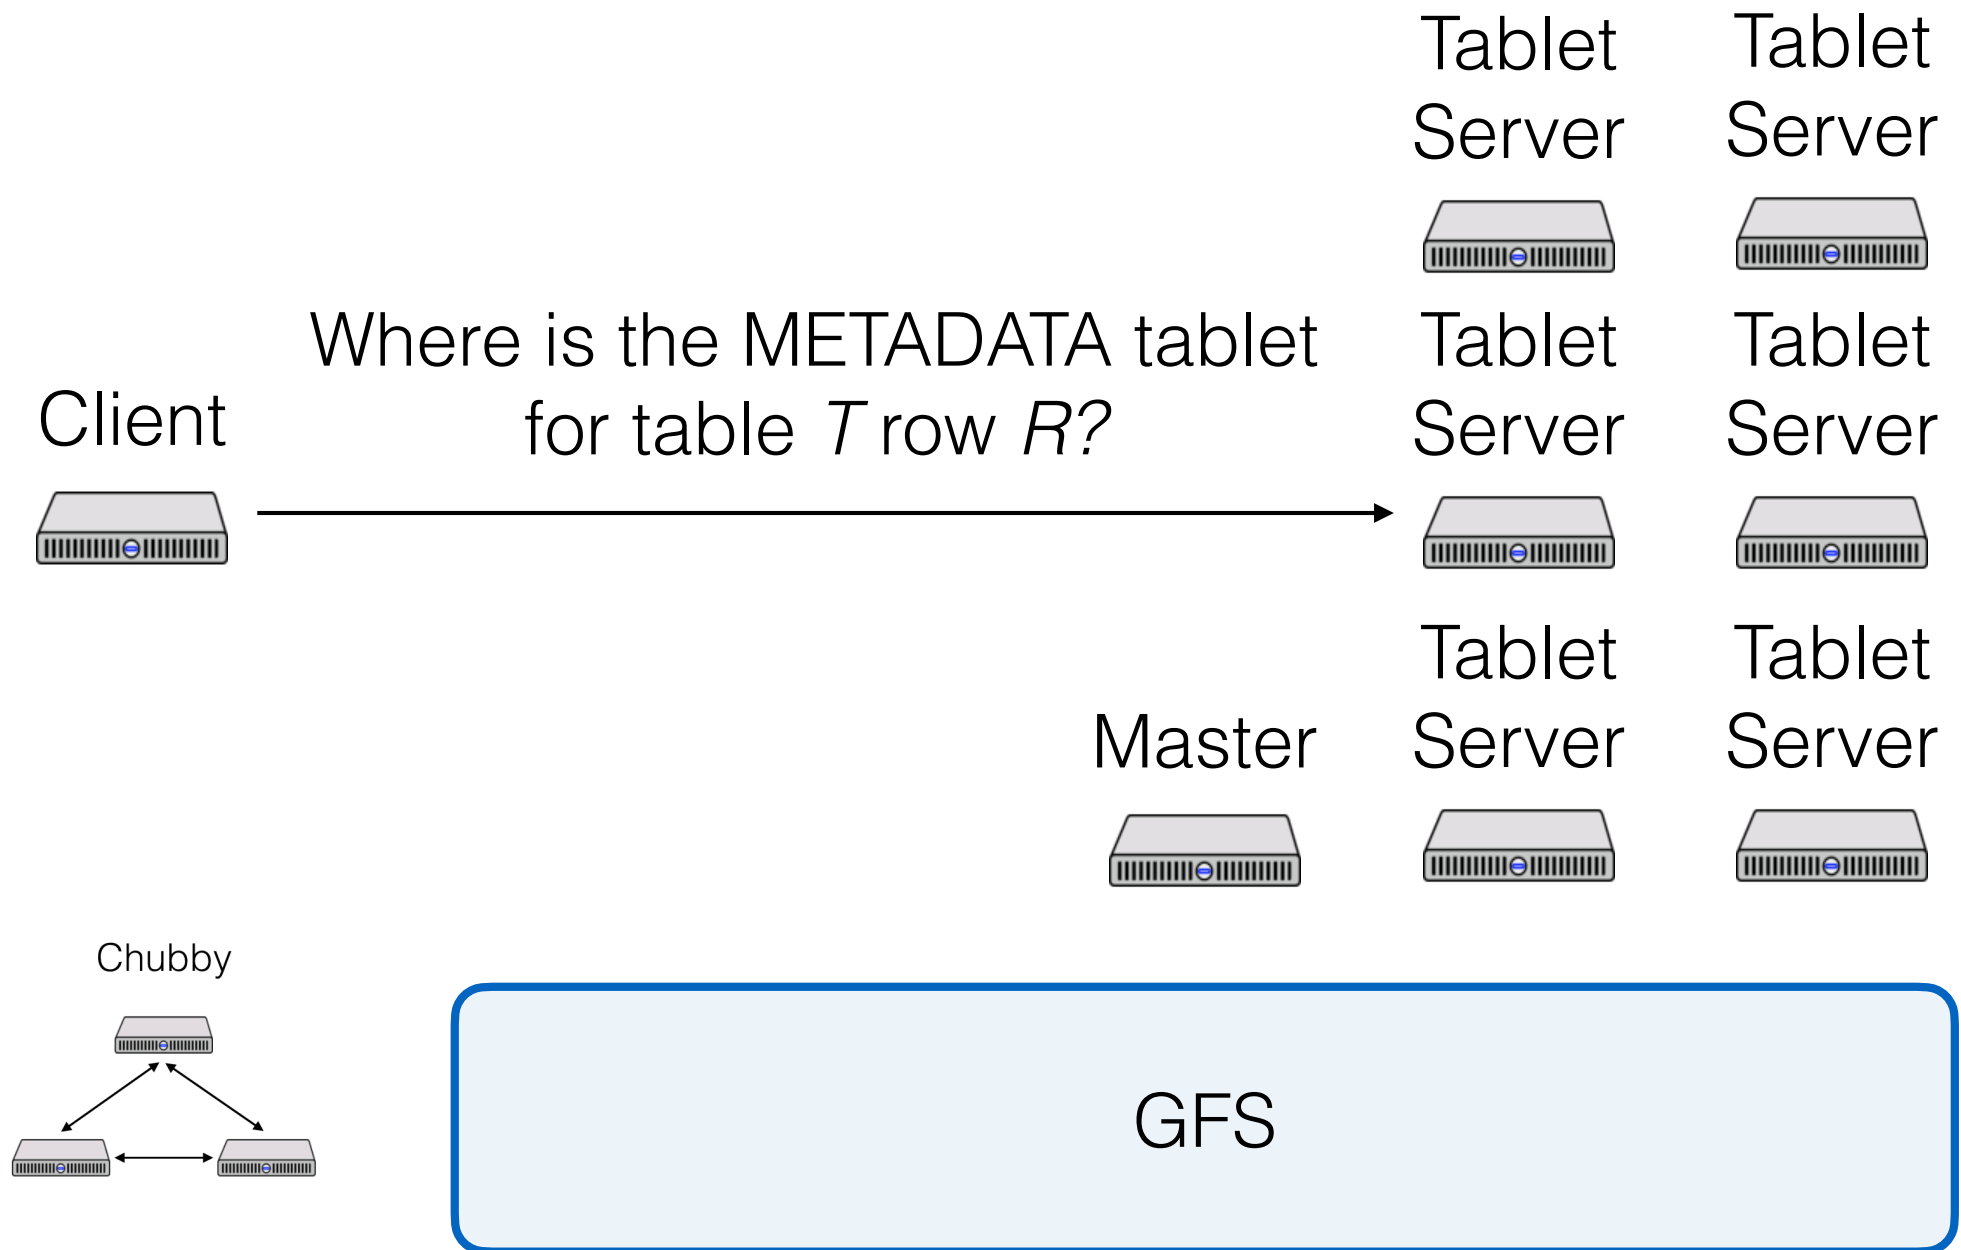 Tablet
Server
Tablet
Server
Where is the METADATA tablet
for table T row R?
Client
Tablet
Server
Tablet
Server
Master
Tablet
Server
Tablet
Server
Chubby
GFS